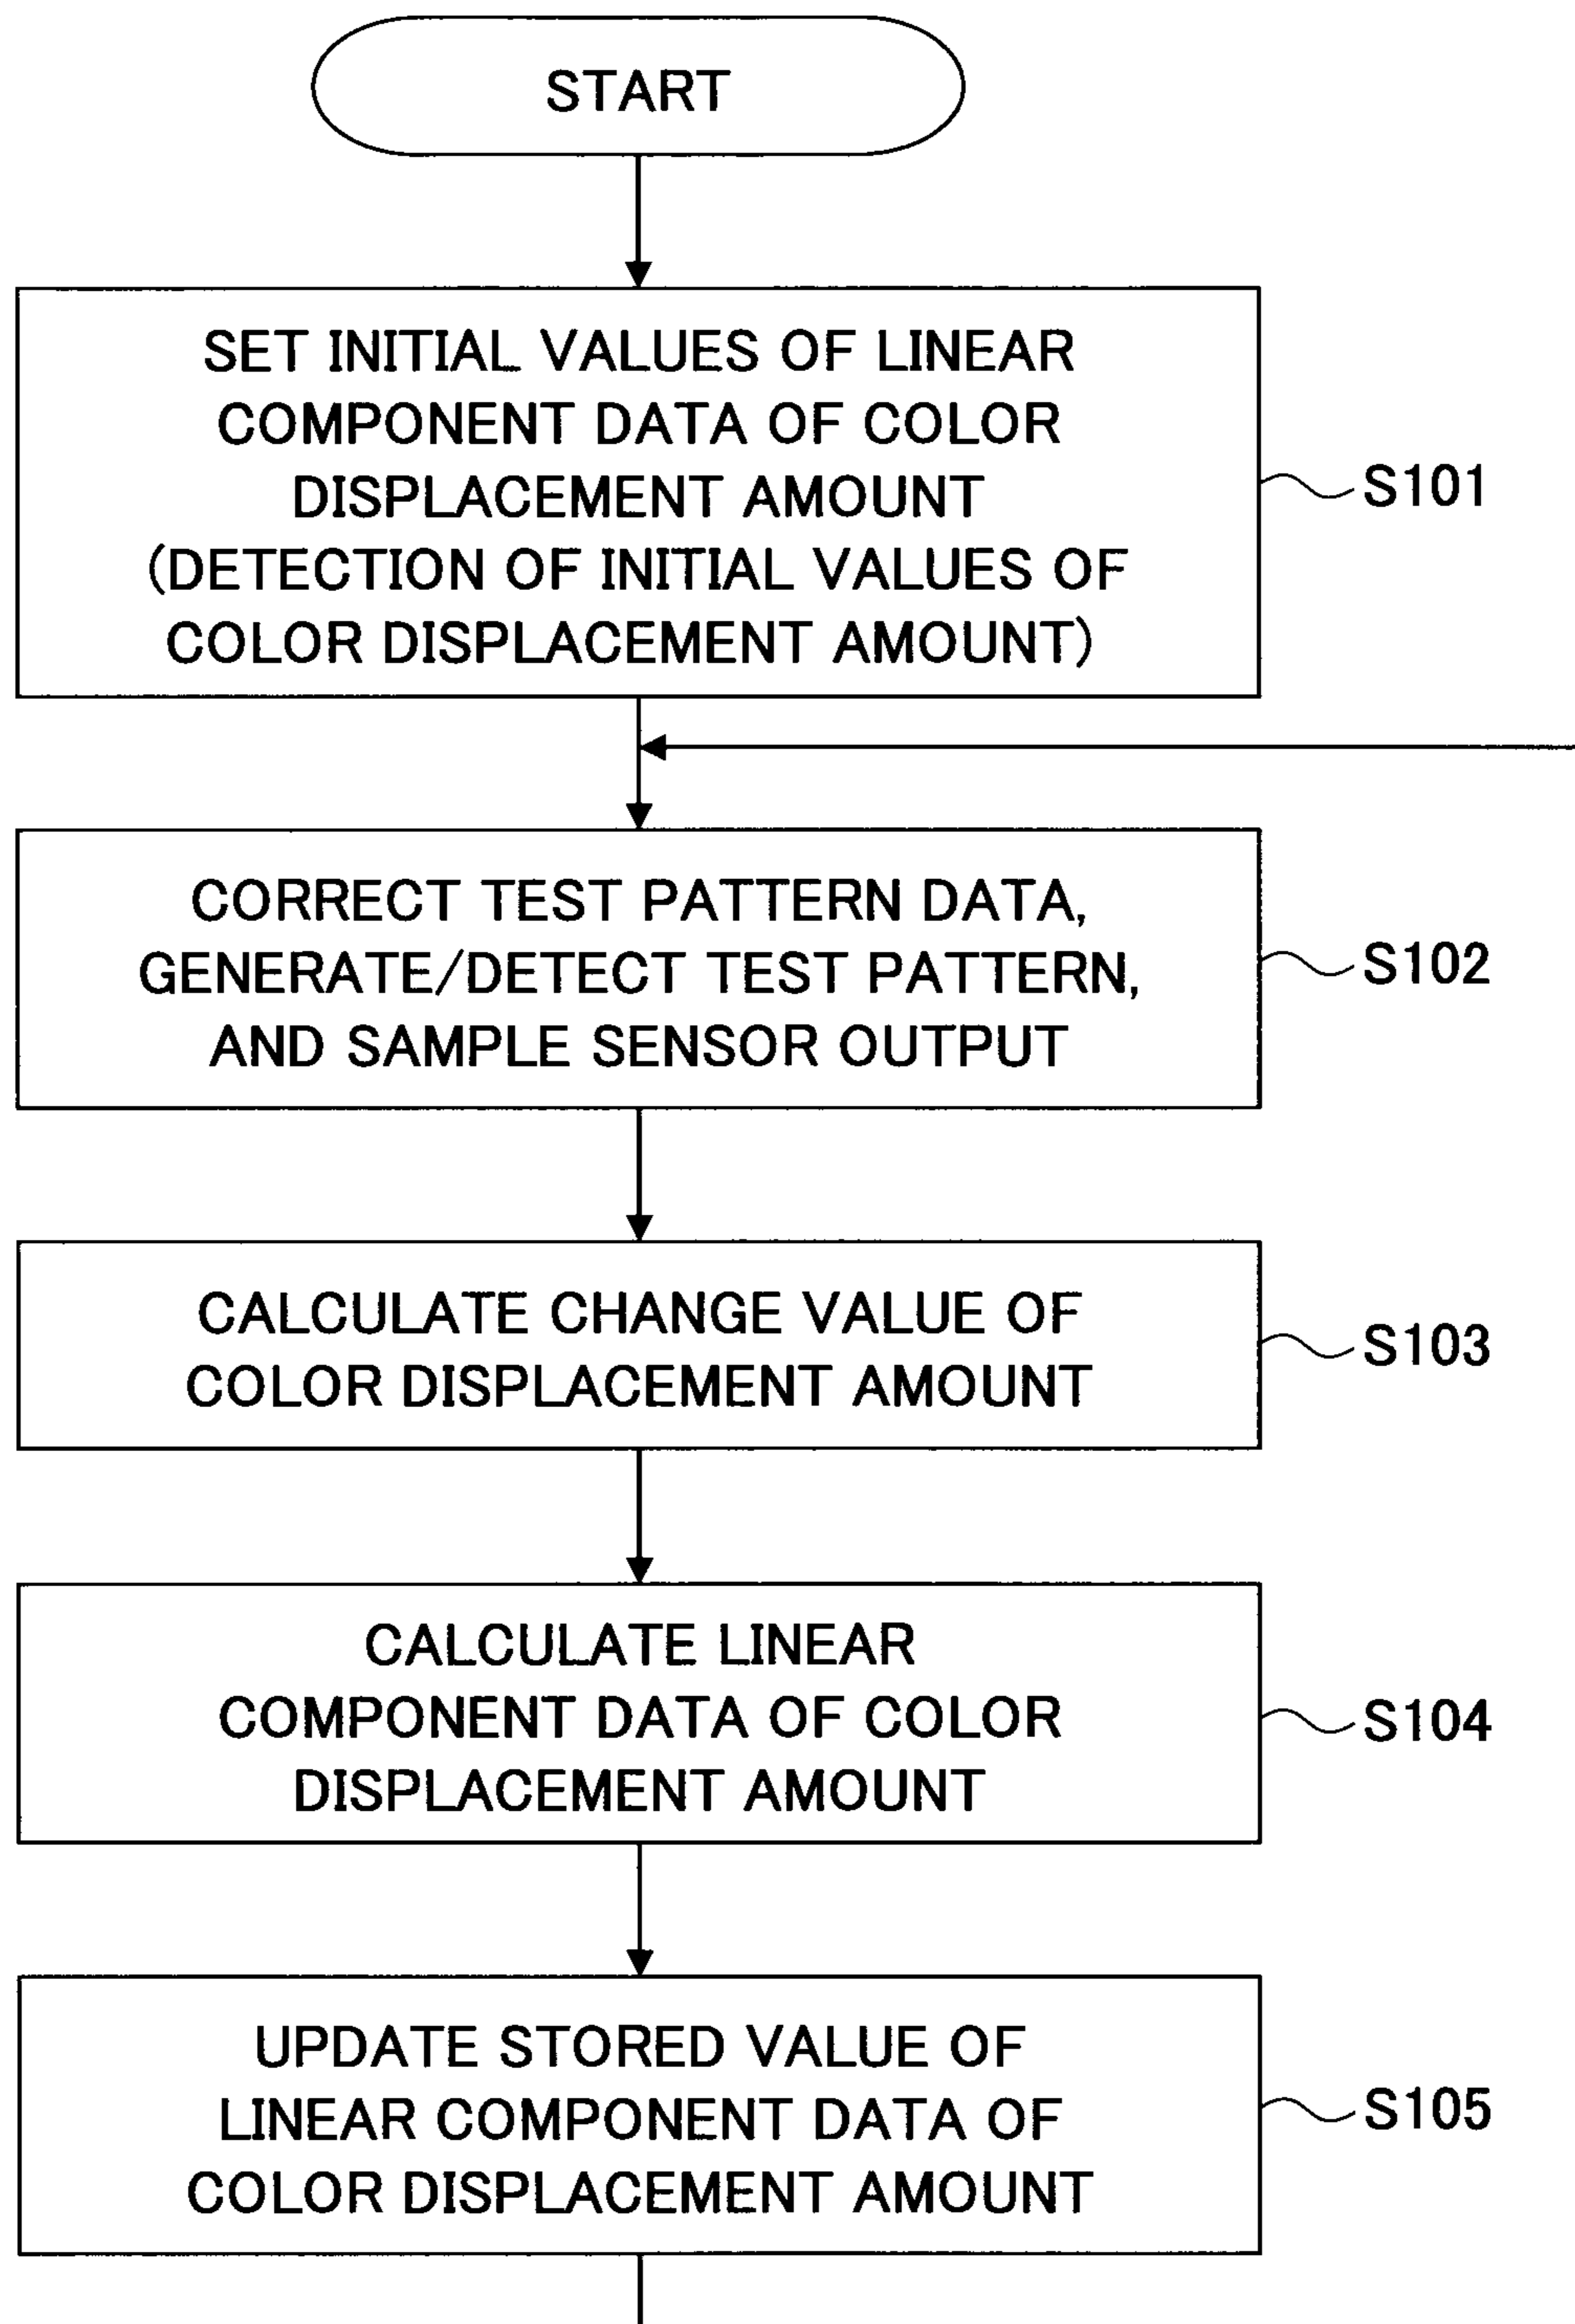 START
SET INITIAL VALUES OF LINEAR
COMPONENT DATA OF COLOR
DISPLACEMENT AMOUNT
(DETECTION OF INITIAL VALUES OF
COLOR DISPLACEMENT AMOUNT)
S101
CORRECT TEST PATTERN DATA,
GENERATE/DETECT TEST PATTERN,
AND SAMPLE SENSOR OUTPUT
S102
CALCULATE CHANGE VALUE OF
COLOR DISPLACEMENT AMOUNT
S103
CALCULATE LINEAR
COMPONENT DATA OF COLOR
DISPLACEMENT AMOUNT
S104
UPDATE STORED VALUE OF
LINEAR COMPONENT DATA OF
COLOR DISPLACEMENT AMOUNT
S105